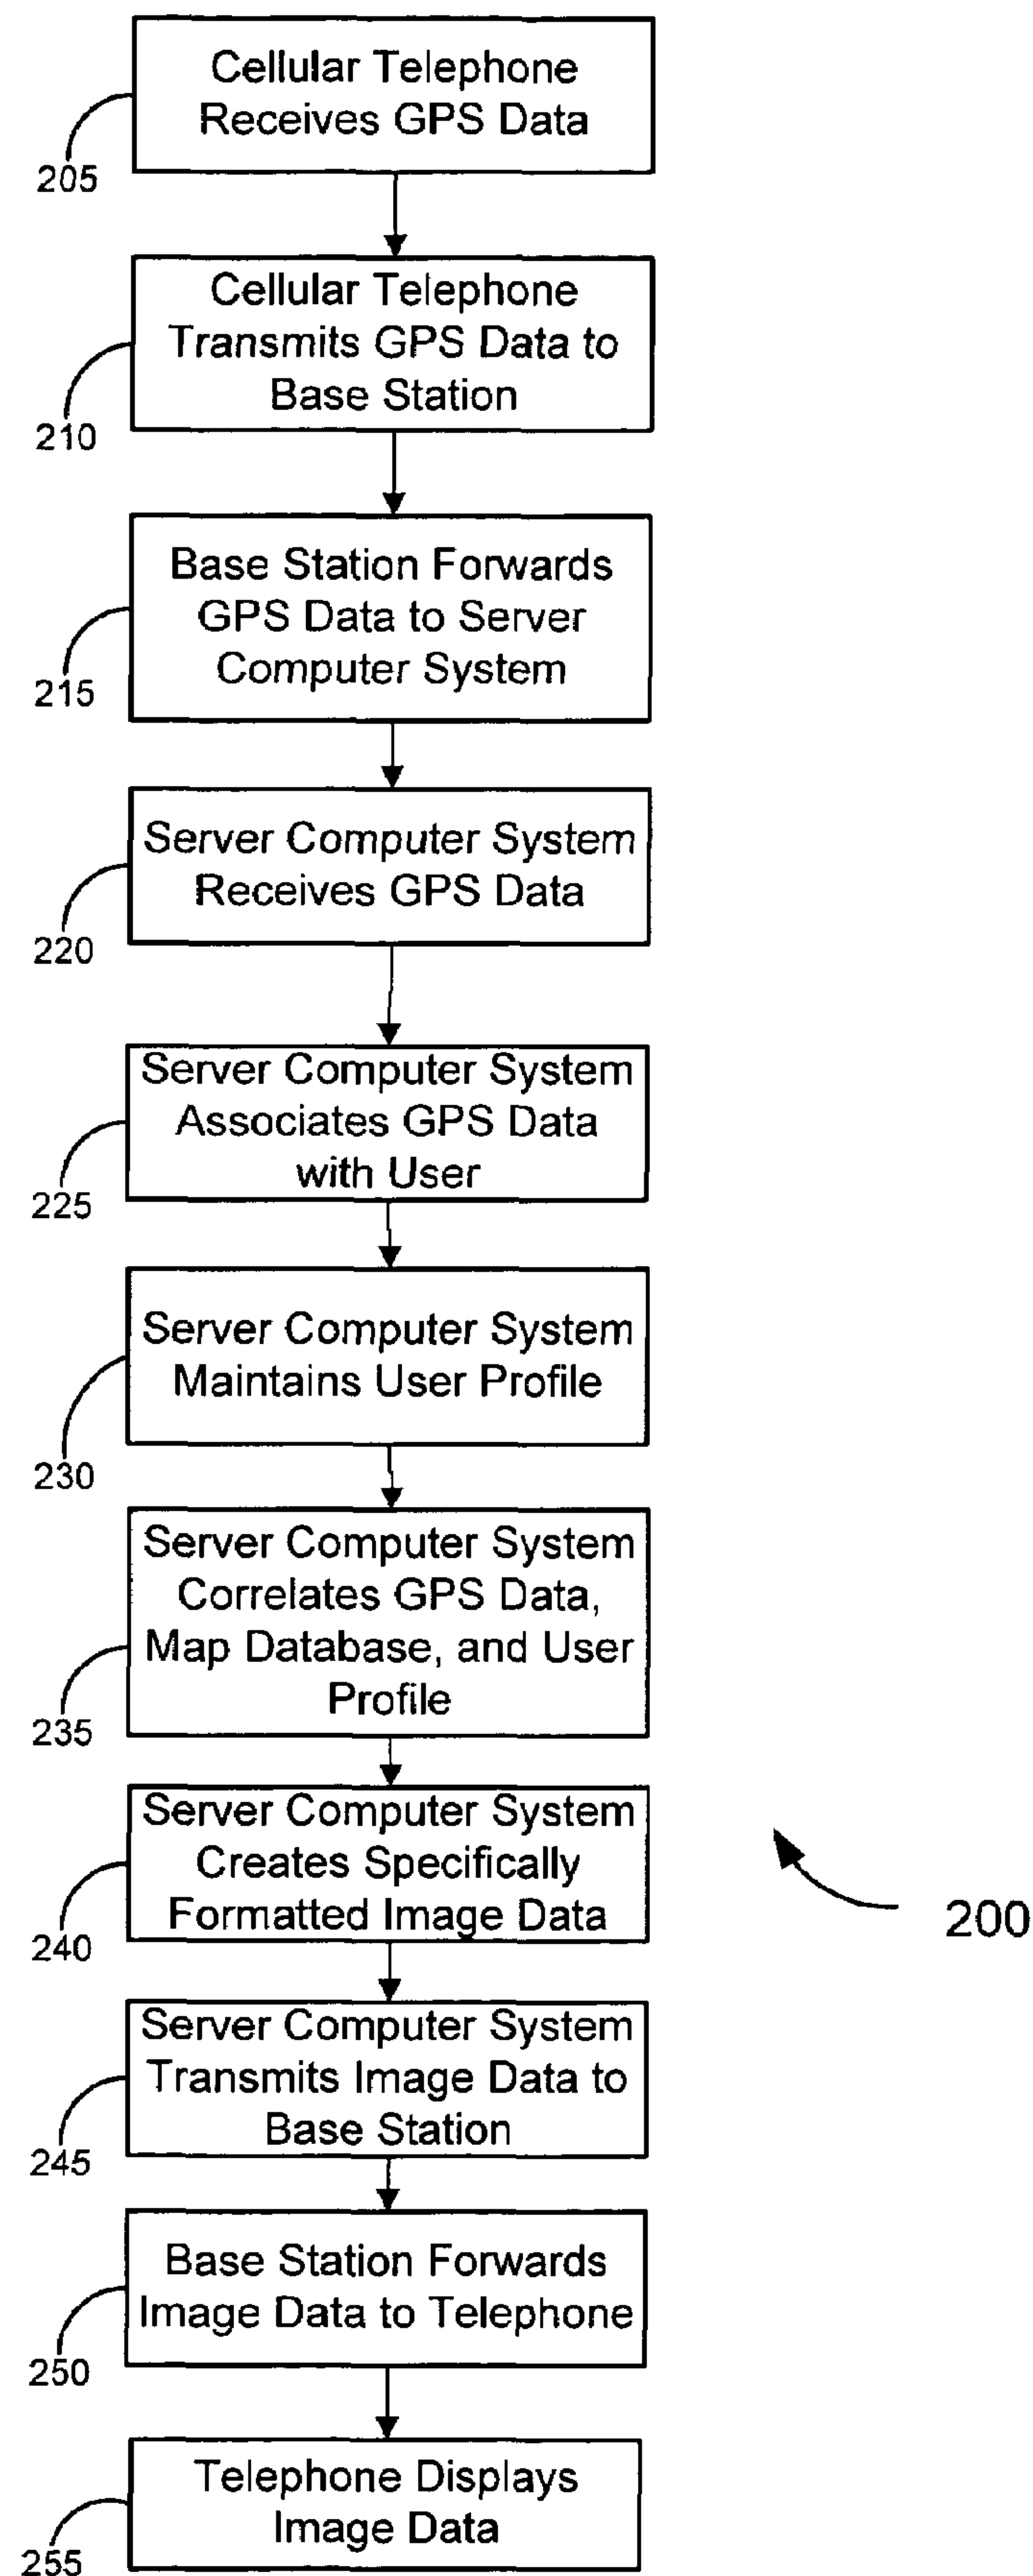 Cellular Telephone
Receives GPS Data
205
Cellular Telephone
Transmits GPS Data to
Base Station
210
Base Station Forwards
GPS Data to Server
Computer System
215
Server Computer System
Receives GPS Data
220
Server Computer System
Associates GPS Data
with User
225
Server Computer System
Maintains User Profile
230
Server Computer System
Correlates GPS Data,
Map Database, and User
Profile
235
Server Computer System
Creates Specifically
Formatted Image Data
240
200
Server Computer System
Transmits Image Data to
Base Station
245
Base Station Forwards
Image Data to Telephone
250
Telephone Displays
Image Data
255